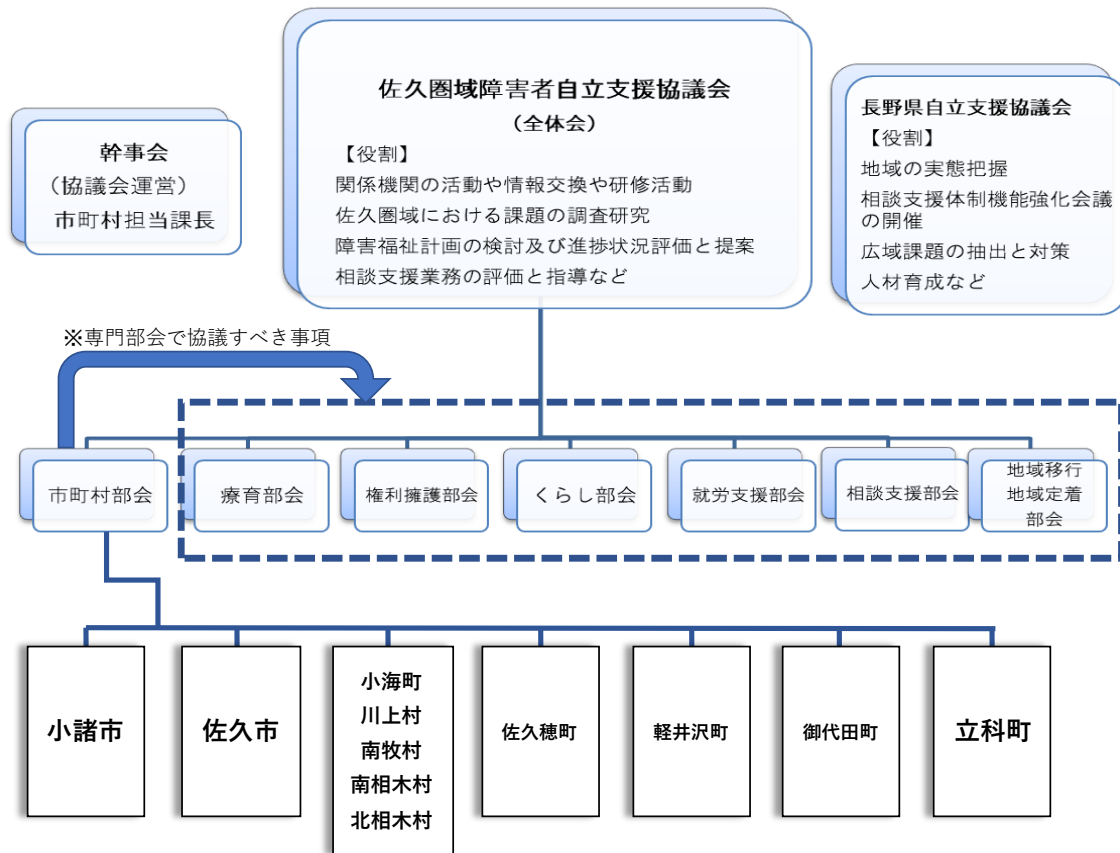 佐久圏域障害者自立支援協議会
（全体会）
【役割】
関係機関の活動や情報交換や研修活動
佐久圏域における課題の調査研究
障害福祉計画の検討及び進捗状況評価と提案
相談支援業務の評価と指導など
幹事会
（協議会運営）
市町村担当課長
長野県自立支援協議会
【役割】
地域の実態把握
相談支援体制機能強化会議
の開催
広域課題の抽出と対策
人材育成など
※専門部会で協議すべき事項
市町村部会
療育部会
権利擁護部会
くらし部会
就労支援部会
相談支援部会
地域移行
地域定着
部会
小諸市
佐久市
小海町
川上村
南牧村
南相木村
北相木村
佐久穂町
軽井沢町
御代田町
立科町